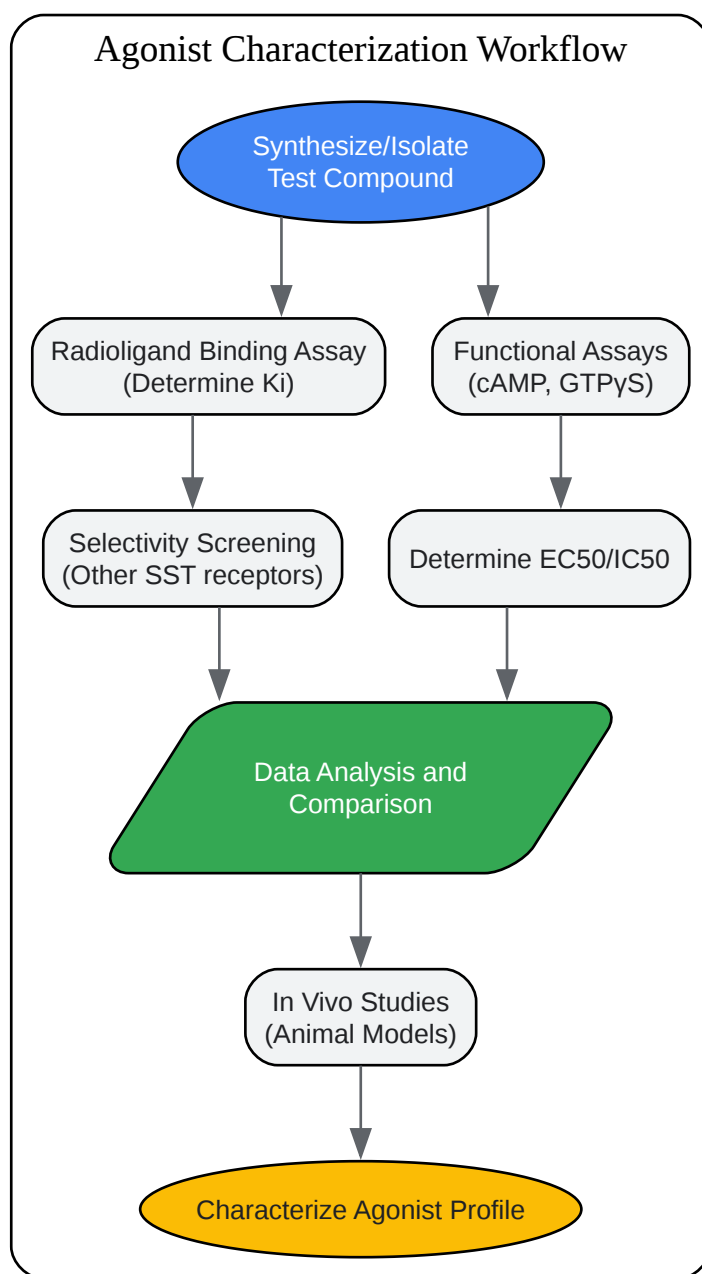 Agonist Characterization Workflow
Synthesize/Isolate
Test Compound
Radioligand Binding Assay
(Determine Ki)
Functional Assays
(cAMP, GTPγS)
Selectivity Screening
(Other SST receptors)
Determine EC50/IC50
Data Analysis and
Comparison
In Vivo Studies
(Animal Models)
Characterize Agonist Profile